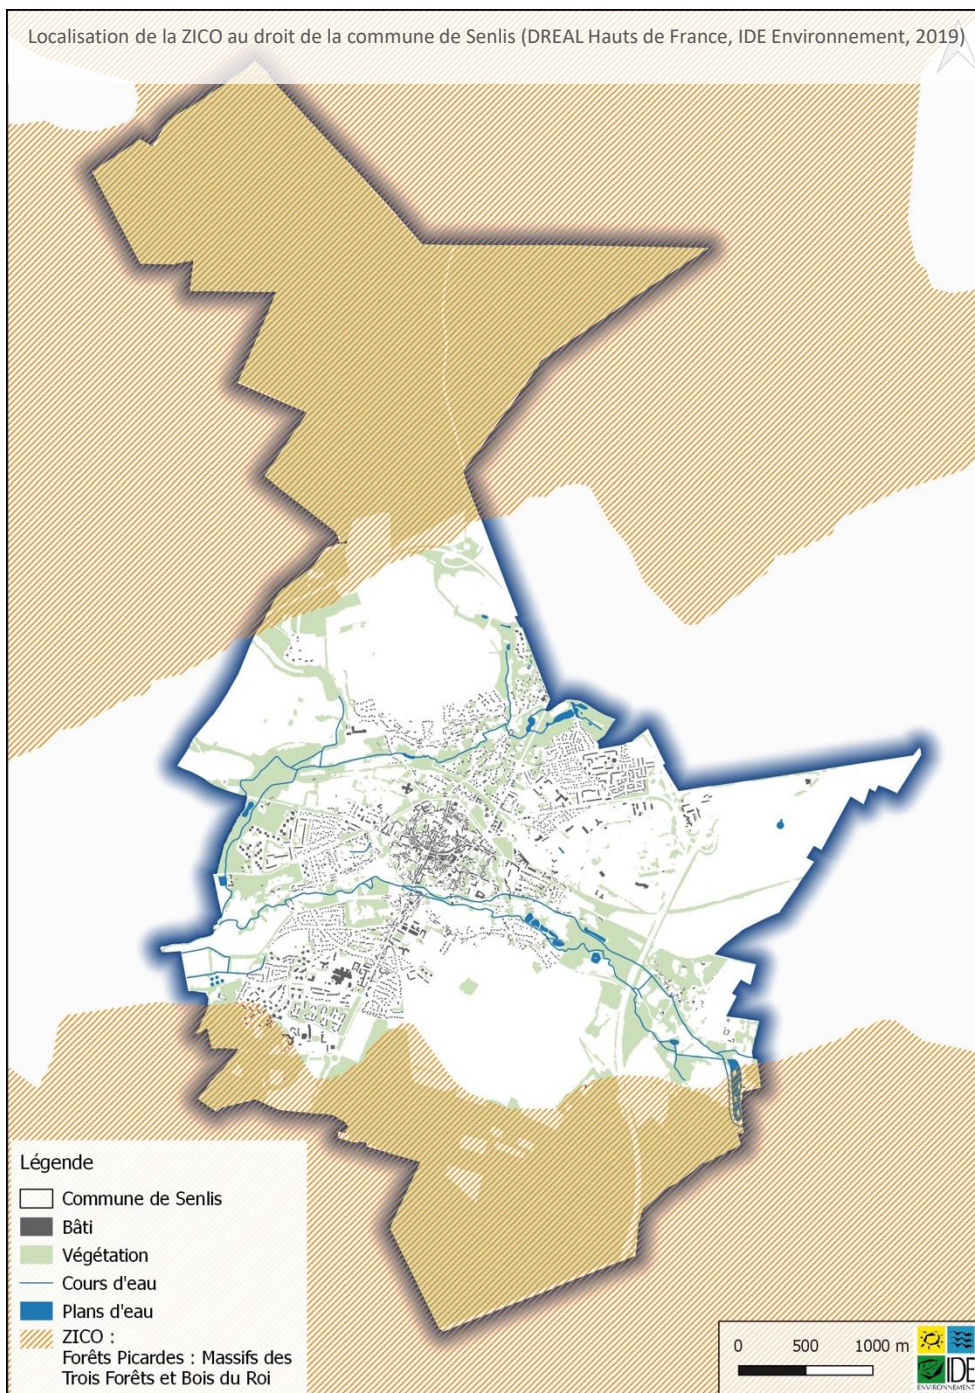 Localisation de la ZICO au droit de la commune de Senlis (DREAL Hauts de France, IDE Environnement, 2019)
Légende
Commune de Senlis
Bâti
Végétation
Cours d'eau
Plans d'eau
ZICO :
Forêts Picardes : Massifs des
Trois Forêts et Bois du Roi
0 500 1000 m
IDE
ENVIRONNEMENT